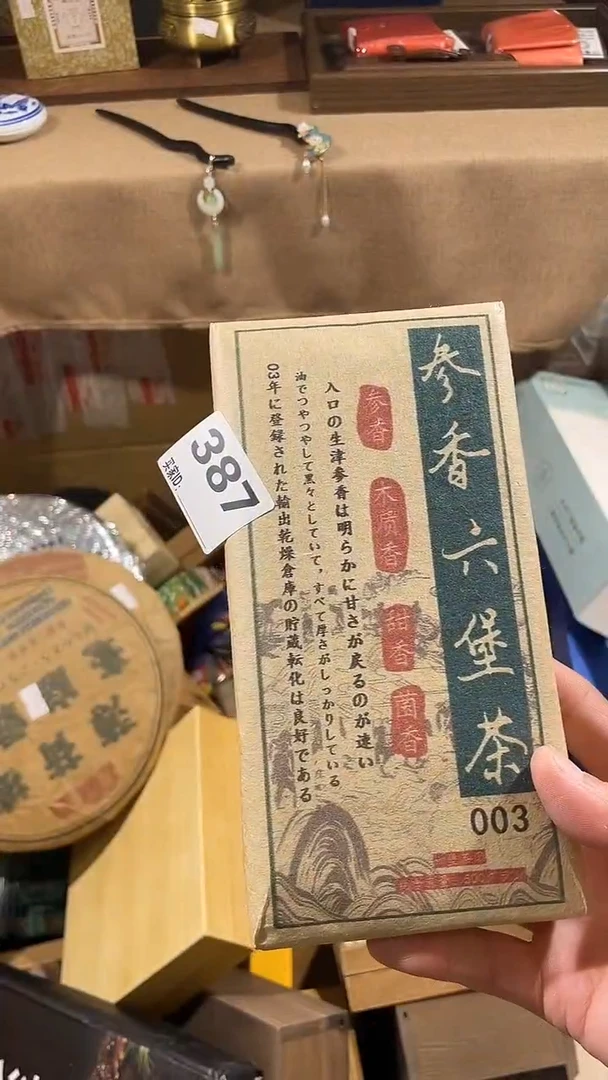 参香六堡茶
003
参香
木质香
甜香
菌香
入口の生津参香は明らかに甘さが戻るのが速い
油でつやつやして黒々としていて，すべて厚さがしっかりしている
03年に登録された輸出乾燥倉庫の貯蔵転化は良好である
387
买家ID: